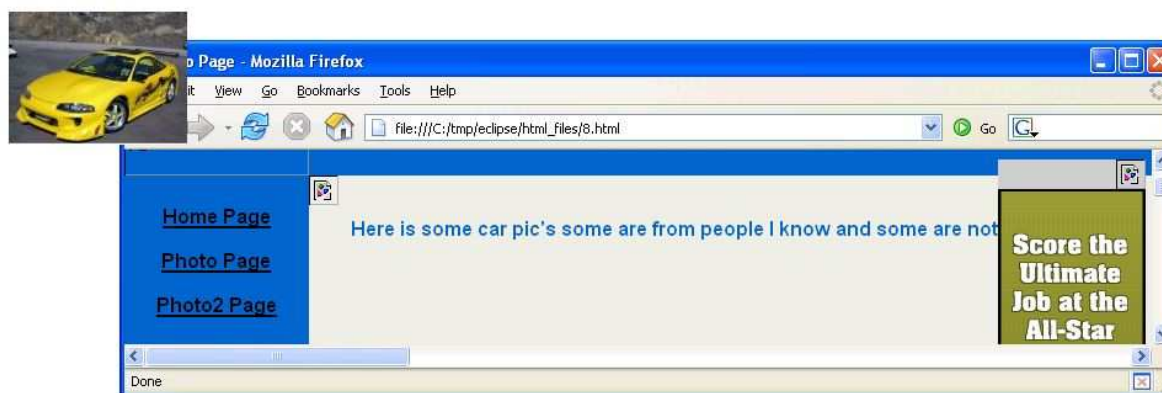 o Page - Mozilla Firefox
it View Go Bookmarks Tools Help
file:///C:/tmp/eclipse/html_files/8.html
Go
G
Home Page
Photo Page
Photo2 Page
Here is some car pic's some are from people I know and some are not
Score the
Ultimate
Job at the
All-Star
Done